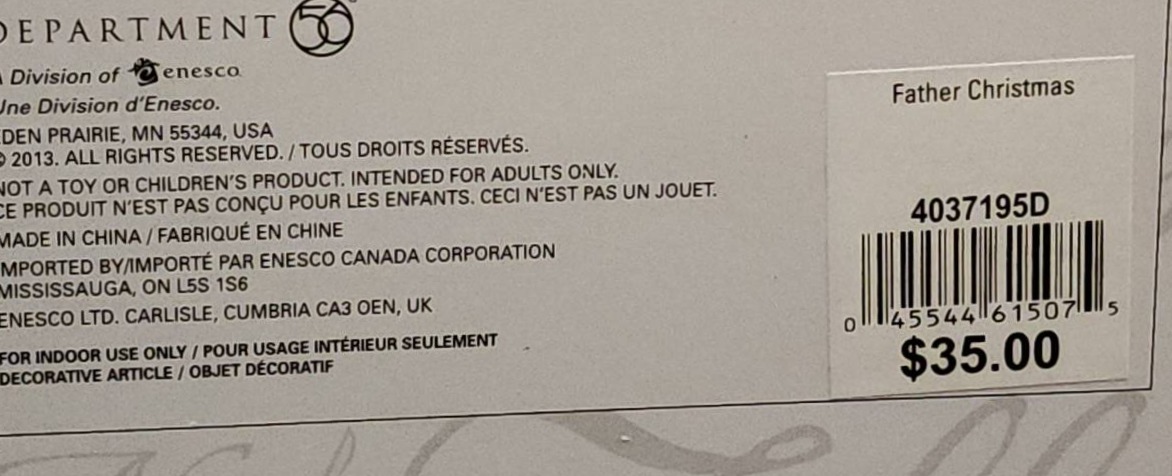 DEPARTMENT 56
A Division of enesco.
Une Division d'Enesco.
EDEN PRAIRIE, MN 55344, USA
© 2013. ALL RIGHTS RESERVED. / TOUS DROITS RÉSERVÉS.
NOT A TOY OR CHILDREN'S PRODUCT. INTENDED FOR ADULTS ONLY.
CE PRODUIT N'EST PAS CONÇU POUR LES ENFANTS. CECI N'EST PAS UN JOUET.
MADE IN CHINA / FABRIQUÉ EN CHINE
IMPORTED BY/IMPORTÉ PAR ENESCO CANADA CORPORATION
MISSISSAUGA, ON L5S 1S6
ENESCO LTD. CARLISLE, CUMBRIA CA3 OEN, UK
FOR INDOOR USE ONLY / POUR USAGE INTÉRIEUR SEULEMENT
DECORATIVE ARTICLE / OBJET DÉCORATIF
Father Christmas
4037195D
0 45544 61507 5
$35.00